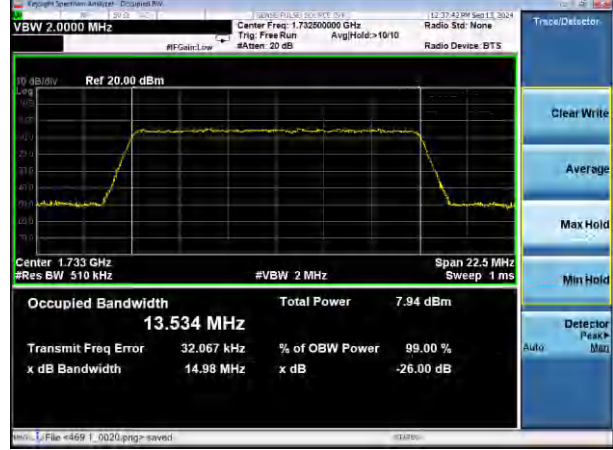 Keysight Spectrum Analyzer - Occupied BW
12:37:42 PM Sep 13, 2024
VBW 2.0000 MHz
Center Freq: 1.732500000 GHz
Radio Std: None
Trace/Detector
Trig: Free Run
Avg|Hold:>10/10
#IFGain:Low
#Atten: 20 dB
Radio Device: BTS
10 dB/div
Ref 20.00 dBm
Log
Clear Write
Average
Max Hold
Center 1.733 GHz
Span 22.5 MHz
#Res BW 510 kHz
#VBW 2 MHz
Sweep 1 ms
Min Hold
Occupied Bandwidth
Total Power
7.94 dBm
13.534 MHz
Detector
Peak▶
Auto
Man
Transmit Freq Error
32.067 kHz
% of OBW Power
99.00 %
x dB Bandwidth
14.98 MHz
x dB
-26.00 dB
MSG
File <469 1_0020.png> saved
STATUS